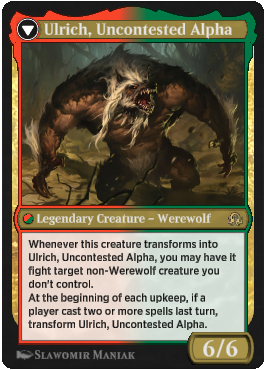 Ulrich, Uncontested Alpha
Legendary Creature – Werewolf
Whenever this creature transforms into
Ulrich, Uncontested Alpha, you may have it
fight target non-Werewolf creature you
don't control.
At the beginning of each upkeep, if a
player cast two or more spells last turn,
transform Ulrich, Uncontested Alpha.
6/6
Slawomir Maniak